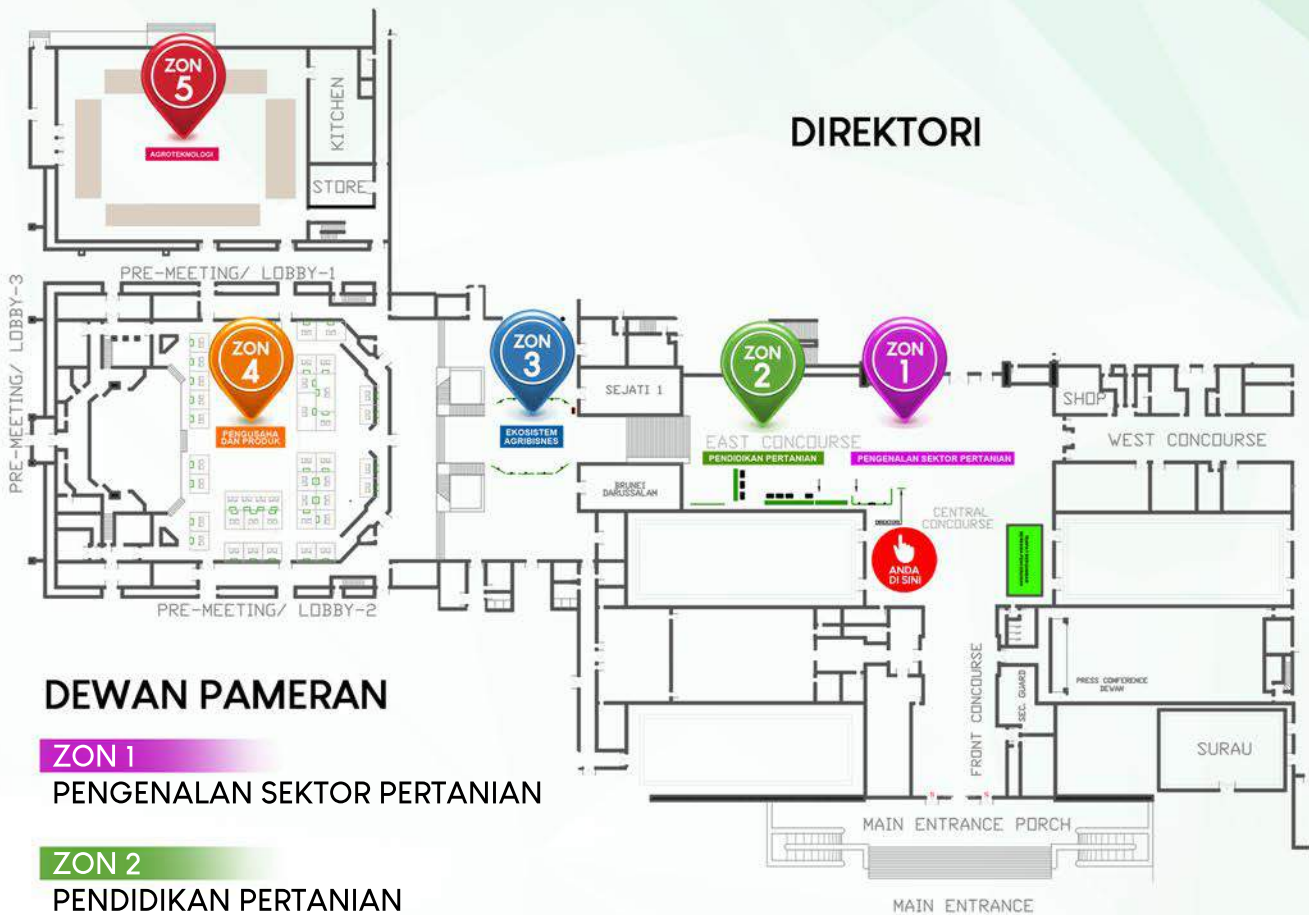 DIREKTORI
ZON
5
AGROTEKNOLOGI
KITCHEN
STORE
PRE-MEETING/ LOBBY-1
PRE-MEETING/ LOBBY-3
ZON
4
PENGUSAHA
DAN PRODUK
ZON
3
EKOSISTEM
AGRIBISNES
SEJATI 1
ZON
2
EAST CONCOURSE
PENDIDIKAN PERTANIAN
ZON
1
PENGENALAN SEKTOR PERTANIAN
SHOP
WEST CONCOURSE
BRUNEI
DARUSSALAM
DIREKTORI
CENTRAL
CONCOURSE
ANDA
DI SINI
PRE-MEETING/ LOBBY-2
FRONT CONCOURSE
SEC. GUARD
PRESS CONFERENCE
DEWAN
SURAU
MAIN ENTRANCE PORCH
MAIN ENTRANCE
DEWAN PAMERAN
ZON 1
PENGENALAN SEKTOR PERTANIAN
ZON 2
PENDIDIKAN PERTANIAN